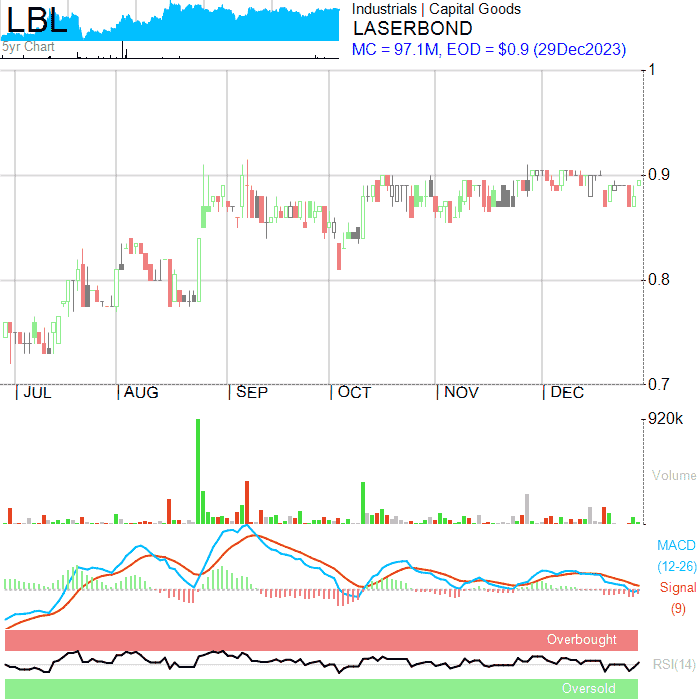 LBL
5yr Chart
Industrials | Capital Goods
LASERBOND
MC = 97.1M, EOD = $0.9 (29Dec2023)
1
0.9
0.8
0.7
JUL AUG SEP OCT NOV DEC
920k
Volume
MACD
(12-26)
Signal
(9)
Overbought
RSI(14)
Oversold